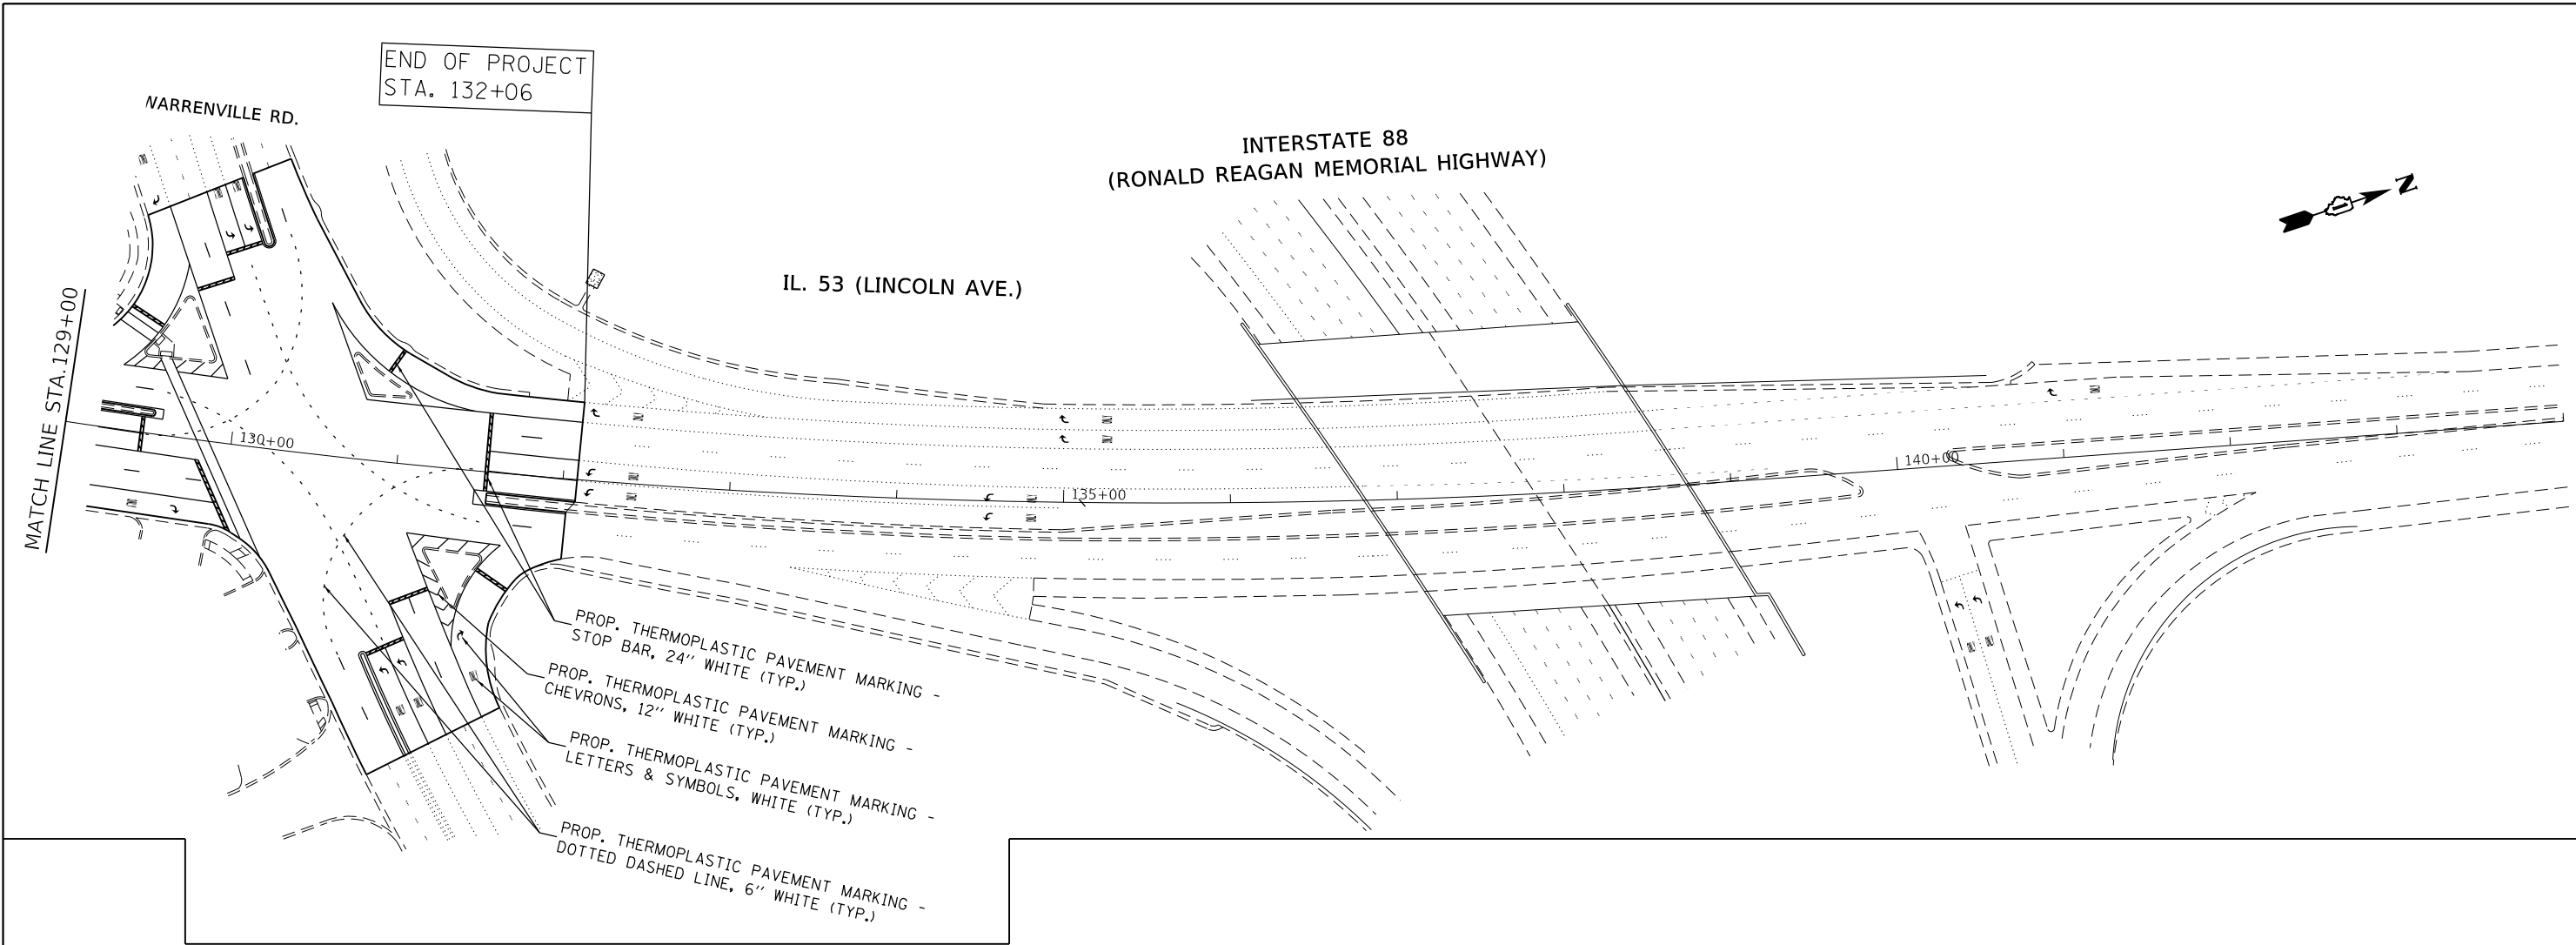 END OF PROJECT
STA. 132+06
WARRENVILLE RD.
INTERSTATE 88
(RONALD REAGAN MEMORIAL HIGHWAY)
N
IL. 53 (LINCOLN AVE.)
MATCH LINE STA.129+00
130+00
135+00
140+00
PROP. THERMOPLASTIC PAVEMENT MARKING -
STOP BAR, 24" WHITE (TYP.)
PROP. THERMOPLASTIC PAVEMENT MARKING -
CHEVRONS, 12" WHITE (TYP.)
PROP. THERMOPLASTIC PAVEMENT MARKING -
LETTERS & SYMBOLS, WHITE (TYP.)
PROP. THERMOPLASTIC PAVEMENT MARKING -
DOTTED DASHED LINE, 6" WHITE (TYP.)